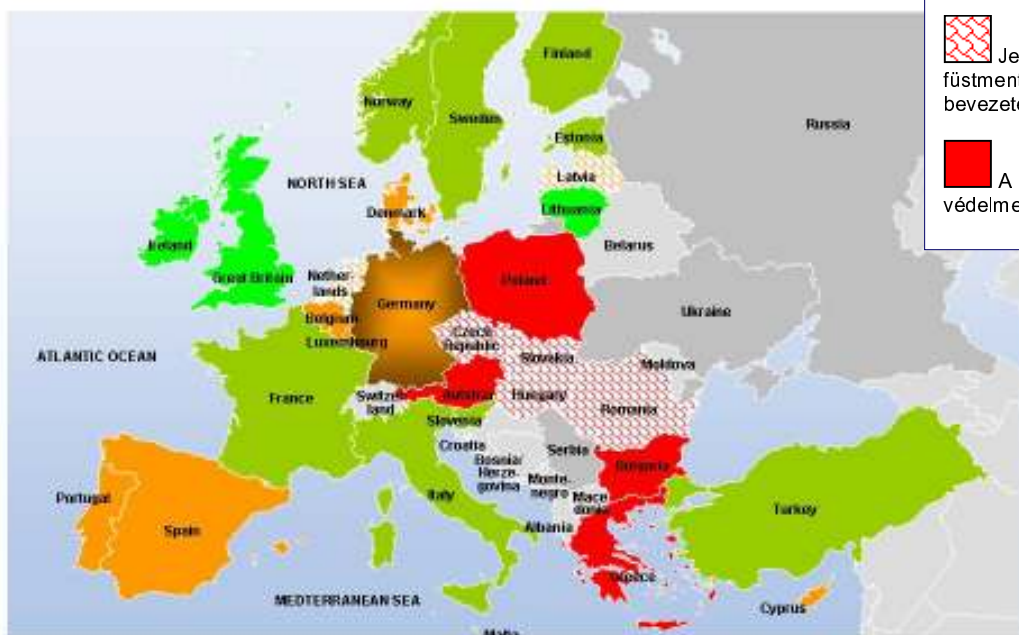 Je
füstment
bevezeté
A
védelme
Finland
Norway
Sweden
Russia
Estonia
NORTH SEA
Latvia
Denmark
Lithuania
Belarus
Ireland
Great Britain
Nether-
lands
Germany
Poland
Belgium
Luxembourg
Ukraine
Czech
Republic
ATLANTIC OCEAN
Slovakia
Moldova
France
Switzer-
land
Austria
Hungary
Romania
Slovenia
Croatia
Serbia
Bosnia/
Herze-
govina
Bulgaria
Portugal
Italy
Monte-
negro
Mace
donia
Spain
Albania
Turkey
Greece
MEDTERRANEAN SEA
Cyprus
Malta